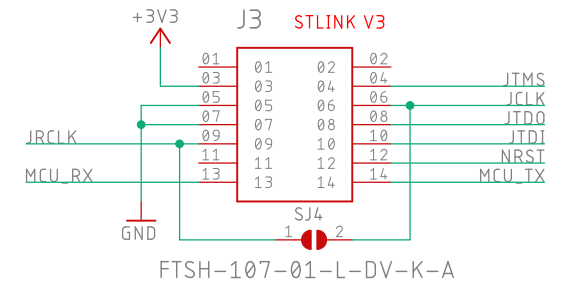 +3V3 J3 STLINK V3
01 01 02 02
03 03 04 04 JTMS
05 05 06 06 JCLK
07 07 08 08 JTDO
JRCLK 09 09 10 10 JTDI
11 11 12 12 NRST
MCU_RX 13 13 14 14 MCU_TX
SJ4
GND 1 2
FTSH-107-01-L-DV-K-A